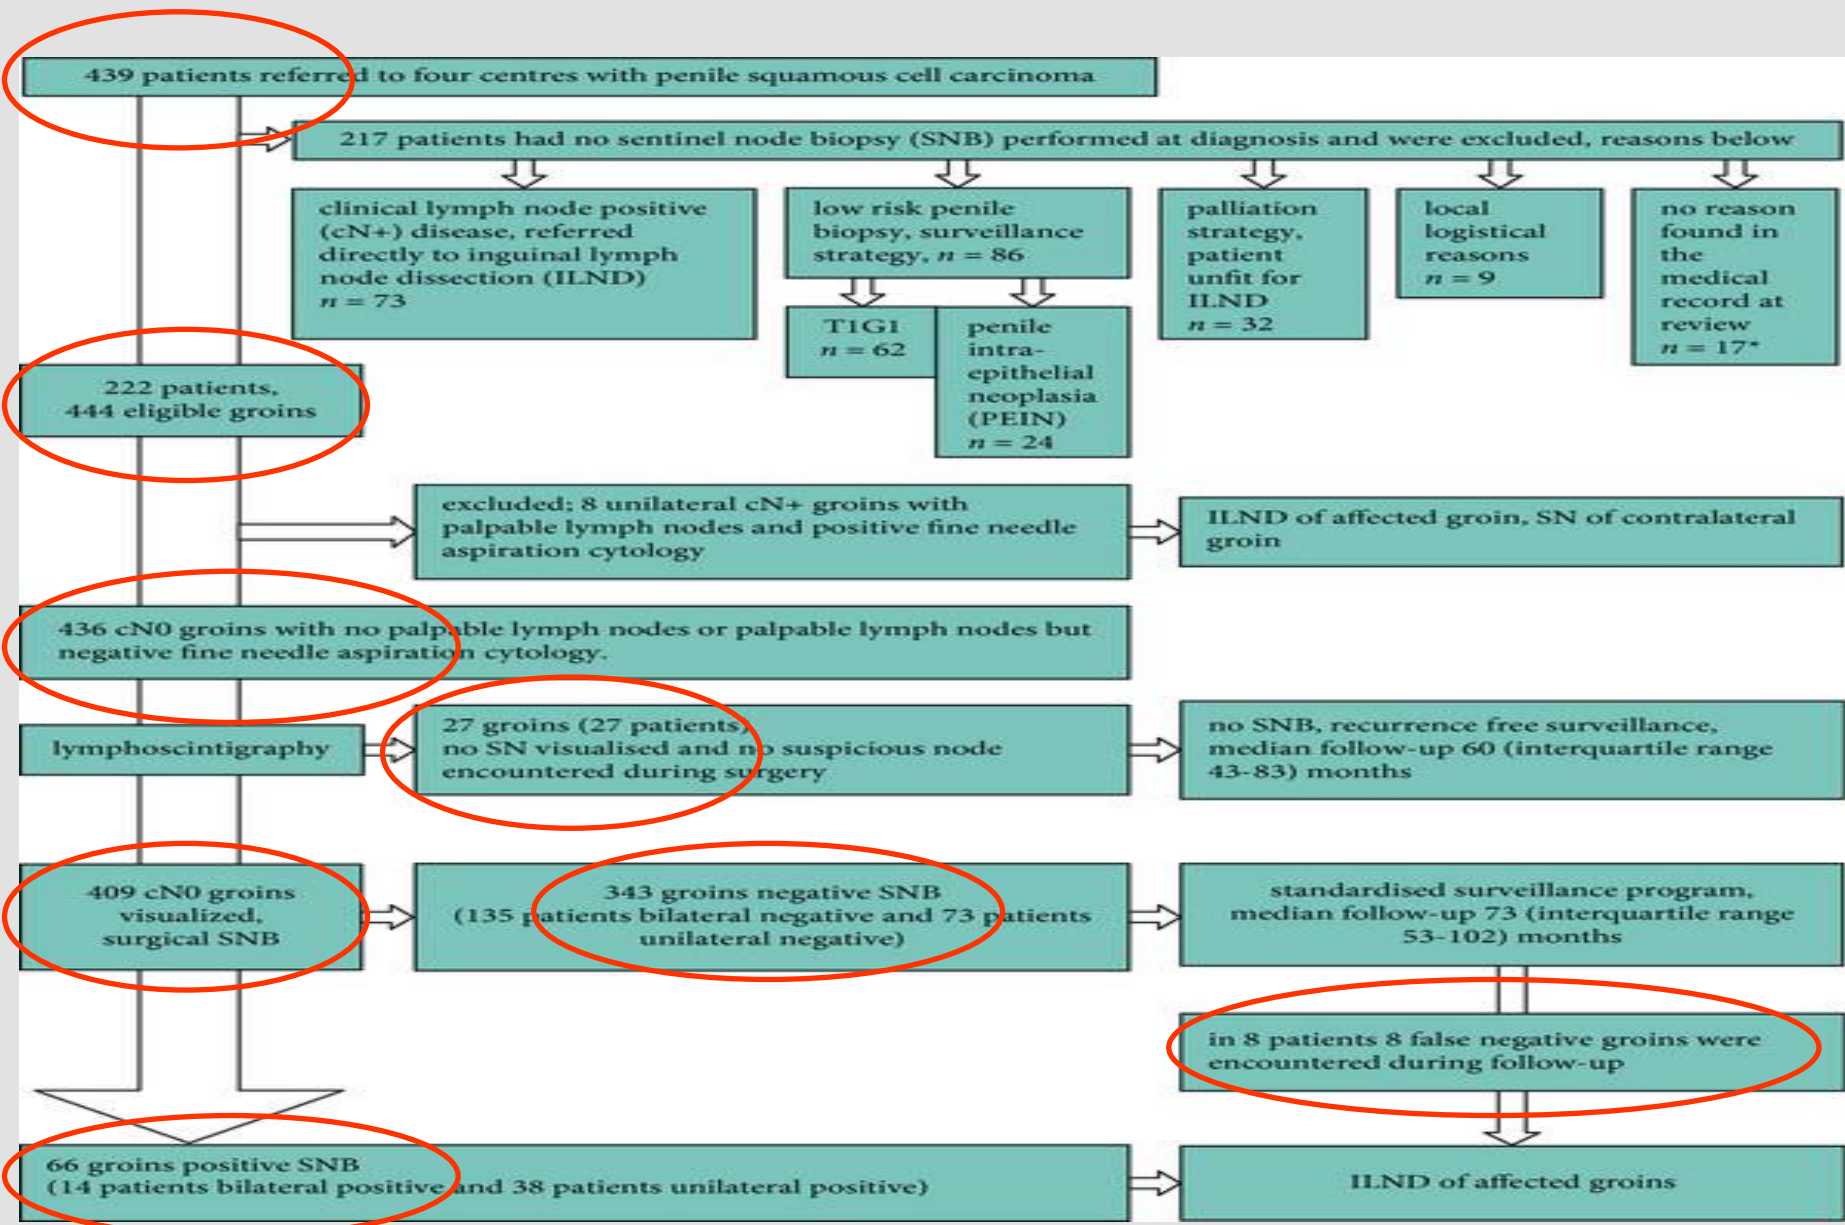 439 patients referred to four centres with penile squamous cell carcinoma
217 patients had no sentinel node biopsy (SNB) performed at diagnosis and were excluded, reasons below
clinical lymph node positive
(cN+) disease, referred
directly to inguinal lymph
node dissection (ILND)
n = 73
low risk penile
biopsy, surveillance
strategy, n = 86
T1G1
n = 62
penile
intra-
epithelial
neoplasia
(PEIN)
n = 24
palliation
strategy,
patient
unfit for
ILND
n = 32
local
logistical
reasons
n = 9
no reason
found in
the
medical
record at
review
n = 17*
222 patients,
444 eligible groins
excluded; 8 unilateral cN+ groins with
palpable lymph nodes and positive fine needle
aspiration cytology
ILND of affected groin, SN of contralateral
groin
436 cN0 groins with no palpable lymph nodes or palpable lymph nodes but
negative fine needle aspiration cytology.
lymphoscintigraphy
27 groins (27 patients)
no SN visualised and no suspicious node
encountered during surgery
no SNB, recurrence free surveillance,
median follow-up 60 (interquartile range
43-83) months
409 cN0 groins
visualized,
surgical SNB
343 groins negative SNB
(135 patients bilateral negative and 73 patients
unilateral negative)
standardised surveillance program,
median follow-up 73 (interquartile range
53-102) months
in 8 patients 8 false negative groins were
encountered during follow-up
66 groins positive SNB
(14 patients bilateral positive and 38 patients unilateral positive)
ILND of affected groins